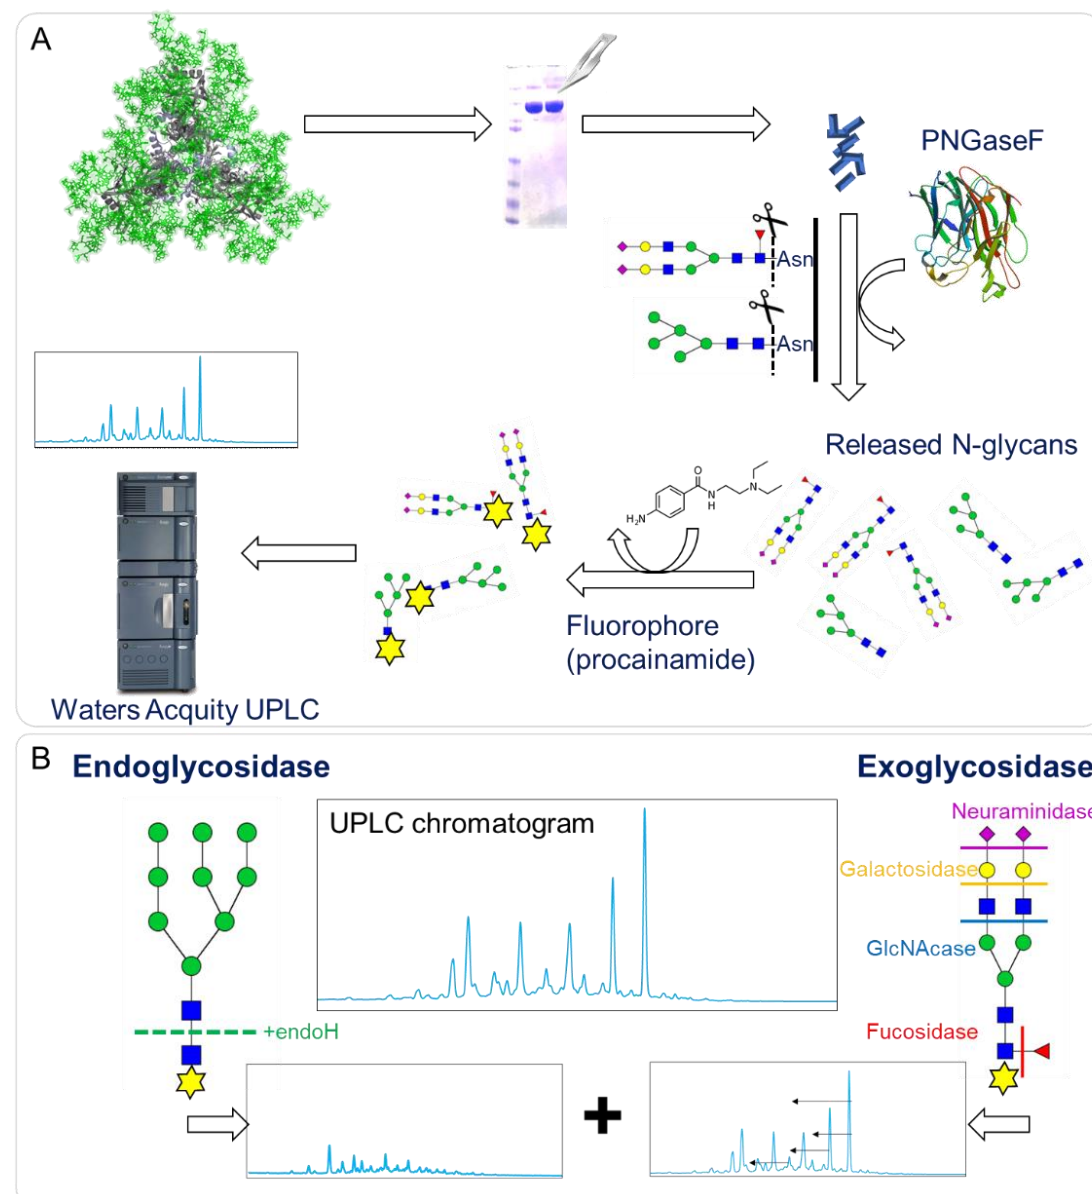 A
PNGaseF
Asn
Asn
Released N-glycans
O
N
N
H
H₂N
Fluorophore
(procainamide)
Waters Acquity UPLC
B
Endoglycosidase
Exoglycosidase
UPLC chromatogram
Neuraminidase
Galactosidase
GlcNAcase
+endoH
Fucosidase